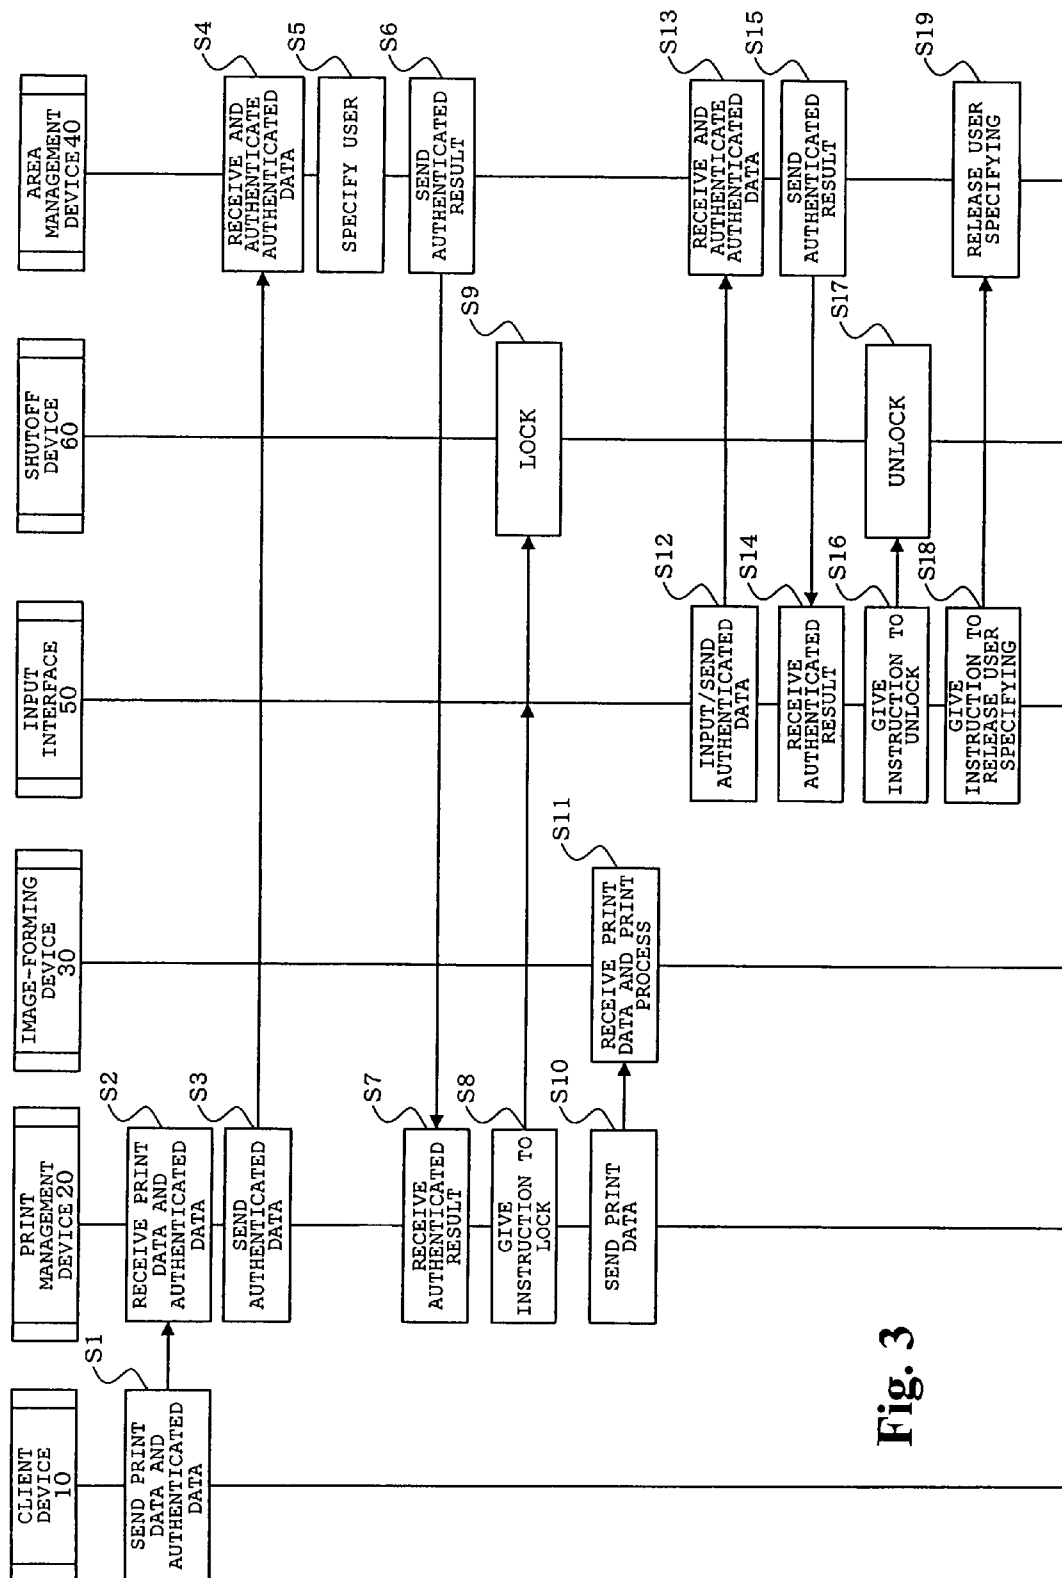 CLIENT
DEVICE
10
PRINT
MANAGEMENT
DEVICE20
IMAGE-FORMING
DEVICE
30
INPUT
INTERFACE
50
SHUTOFF
DEVICE
60
AREA
MANAGEMENT
DEVICE40
S1
SEND PRINT
DATA AND
AUTHENTICATED
DATA
S2
RECEIVE PRINT
DATA AND
AUTHENTICATED
DATA
S3
SEND
AUTHENTICATED
DATA
S4
RECEIVE AND
AUTHENTICATE
AUTHENTICATED
DATA
S5
SPECIFY USER
S6
SEND
AUTHENTICATED
RESULT
S7
RECEIVE
AUTHENTICATED
RESULT
S8
GIVE
INSTRUCTION TO
LOCK
S9
LOCK
S10
SEND PRINT
DATA
S11
RECEIVE PRINT
DATA AND PRINT
PROCESS
S12
INPUT/SEND
AUTHENTICATED
DATA
S13
RECEIVE AND
AUTHENTICATE
AUTHENTICATED
DATA
S14
RECEIVE
AUTHENTICATED
RESULT
S15
SEND
AUTHENTICATED
RESULT
S16
GIVE
INSTRUCTION TO
UNLOCK
S17
UNLOCK
S18
GIVE
INSTRUCTION TO
RELEASE USER
SPECIFYING
S19
RELEASE USER
SPECIFYING
Fig. 3